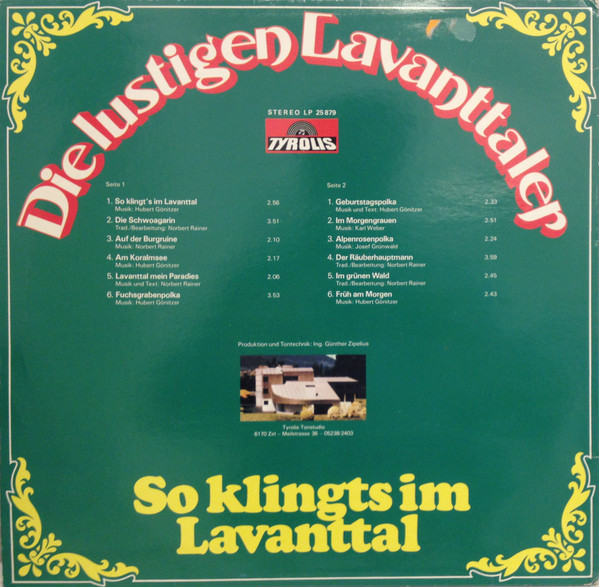 Die lustigen Lavanttaler
STEREO LP 25 879
TYROLIS
Seite 1
1. So klingt's im Lavanttal 2.56
Musik: Hubert Gönitzer
2. Die Schwoagarin 3.51
Trad./Bearbeitung: Norbert Rainer
3. Auf der Burgruine 2.10
Musik: Norbert Rainer
4. Am Koralmsee 2.17
Musik: Hubert Gönitzer
5. Lavanttal mein Paradies 2.06
Musik und Text: Norbert Rainer
6. Fuchsgrabenpolka 3.53
Musik: Hubert Gönitzer
Seite 2
1. Geburtstagspolka 2.33
Musik und Text: Hubert Gönitzer
2. Im Morgengrauen 3.51
Musik: Karl Weber
3. Alpenrosenpolka 2.24
Musik: Josef Grünwald
4. Der Räuberhauptmann 3.59
Trad./Bearbeitung: Norbert Rainer
5. Im grünen Wald 2.45
Trad./Bearbeitung: Norbert Rainer
6. Früh am Morgen 2.43
Musik: Hubert Gönitzer
Produktion und Tontechnik: Ing. Günther Zipelius
Tyrolis Tonstudio
6170 Zirl – Meilstrasse 36 – 05238/2403
So klingts im
Lavanttal